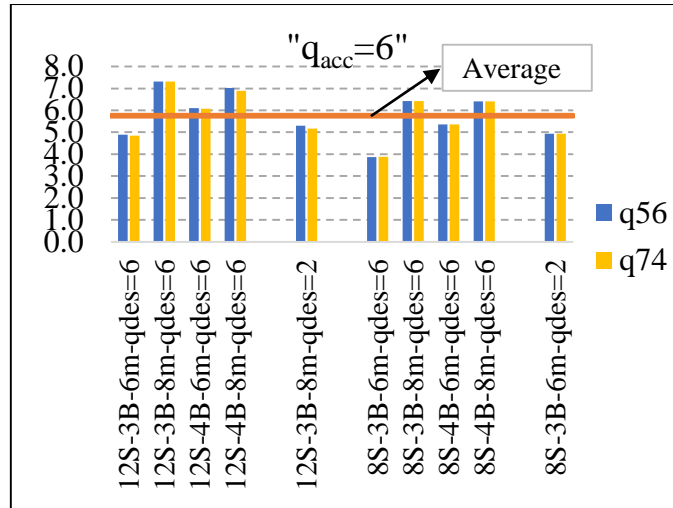 "qacc=6"
Average
8.0
7.0
6.0
5.0
4.0
3.0
2.0
1.0
0.0
q56
q74
12S-3B-6m-qdes=6
12S-3B-8m-qdes=6
12S-4B-6m-qdes=6
12S-4B-8m-qdes=6
12S-3B-8m-qdes=2
8S-3B-6m-qdes=6
8S-3B-8m-qdes=6
8S-4B-6m-qdes=6
8S-4B-8m-qdes=6
8S-3B-6m-qdes=2